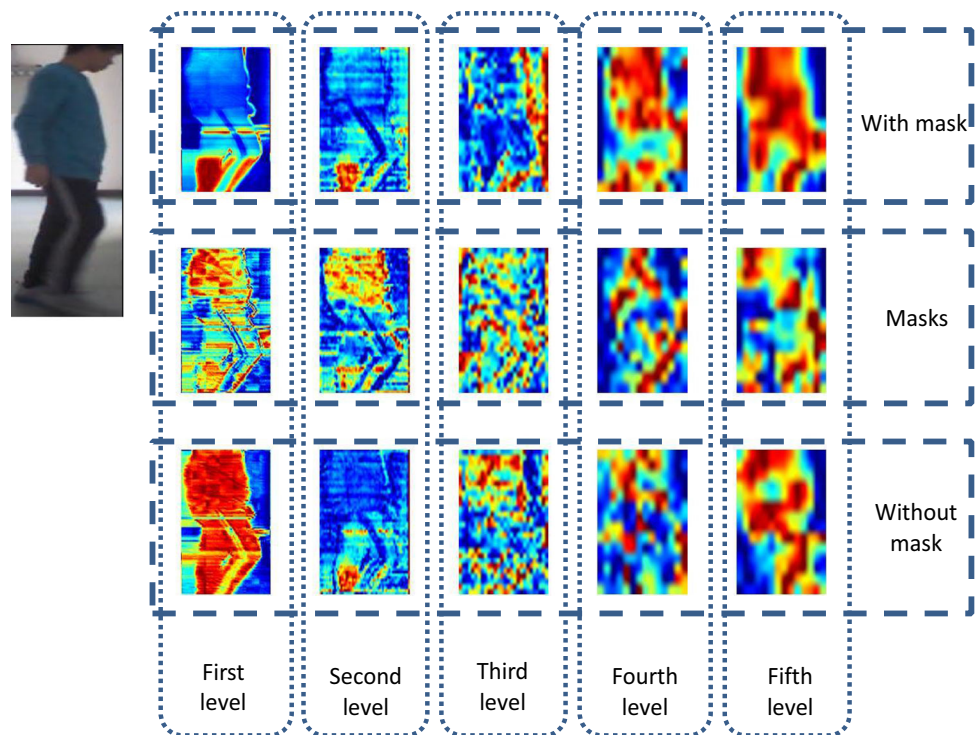 With mask
Masks
Without
mask
First
level
Second
level
Third
level
Fourth
level
Fifth
level